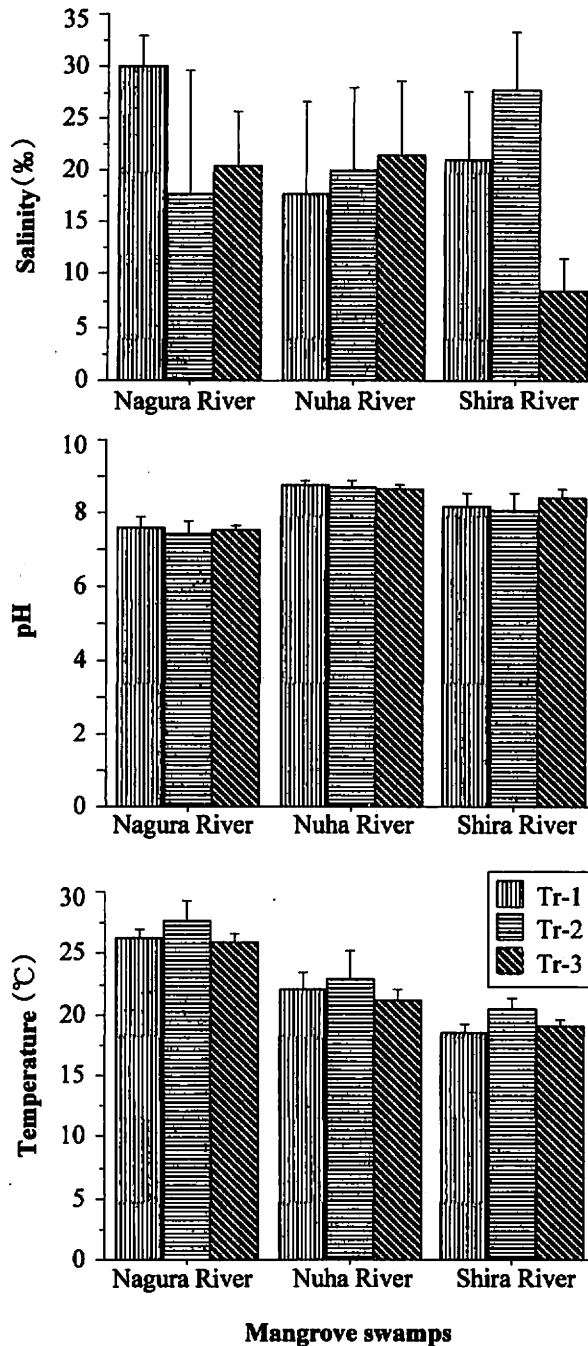 35
30
25
20
15
10
5
0
Salinity (‰)
Nagura River Nuha River Shira River
10
8
6
4
2
0
pH
Nagura River Nuha River Shira River
30
25
20
15
10
5
0
Temperature (℃)
Tr-1
Tr-2
Tr-3
Nagura River Nuha River Shira River
Mangrove swamps